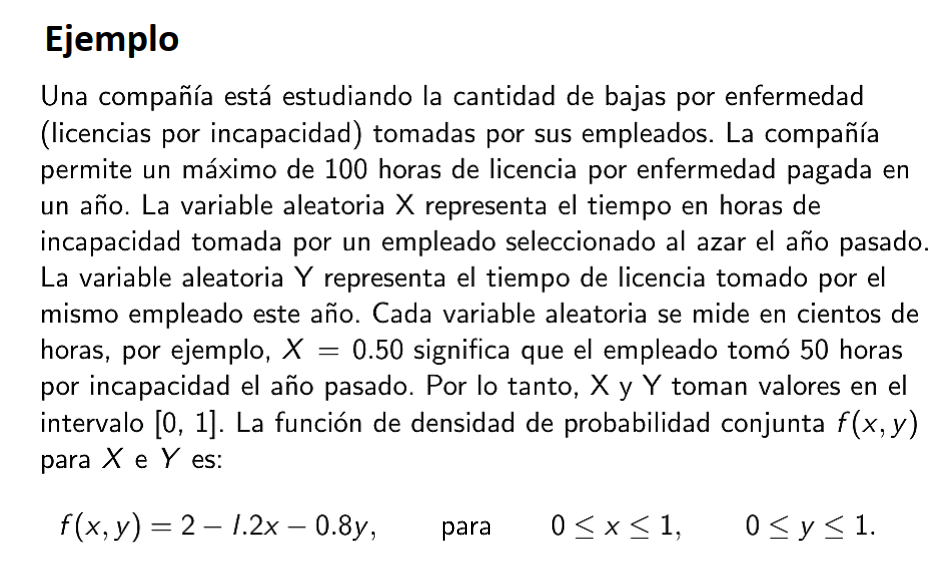 Ejemplo
Una compañía está estudiando la cantidad de bajas por enfermedad
(licencias por incapacidad) tomadas por sus empleados. La compañía
permite un máximo de 100 horas de licencia por enfermedad pagada en
un año. La variable aleatoria X representa el tiempo en horas de
incapacidad tomada por un empleado seleccionado al azar el año pasado.
La variable aleatoria Y representa el tiempo de licencia tomado por el
mismo empleado este año. Cada variable aleatoria se mide en cientos de
horas, por ejemplo, X = 0.50 significa que el empleado tomó 50 horas
por incapacidad el año pasado. Por lo tanto, X y Y toman valores en el
intervalo [0, 1]. La función de densidad de probabilidad conjunta f(x, y)
para X e Y es:
f(x, y) = 2 − l.2x − 0.8y, para 0 ≤ x ≤ 1, 0 ≤ y ≤ 1.